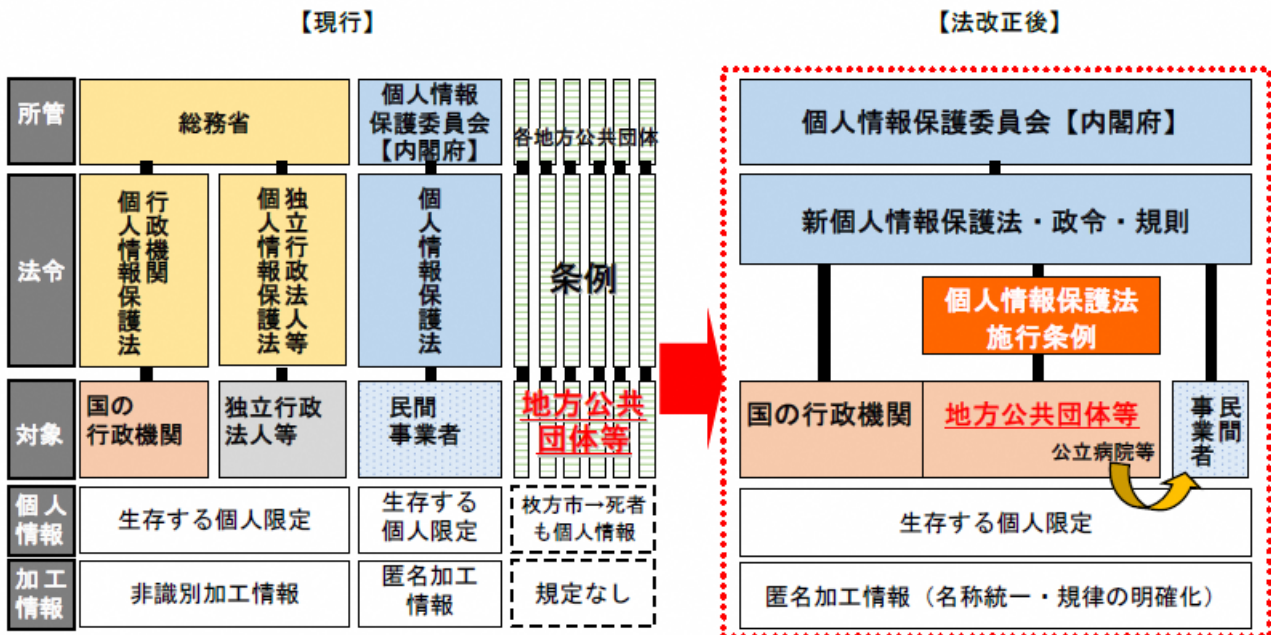 【現行】
【法改正後】
所管
総務省
個人情報
保護委員会
【内閣府】
各地方公共団体
個人情報保護委員会【内閣府】
法令
行政機関
個人情報保護法
独立行政法人等
個人情報保護法
個人情報保護法
条例
新個人情報保護法・政令・規則
個人情報保護法
施行条例
対象
国の
行政機関
独立行政
法人等
民間
事業者
地方公共
団体等
国の行政機関
地方公共団体等
公立病院等
民間
事業者
個人
情報
生存する個人限定
生存する
個人限定
枚方市→死者
も個人情報
生存する個人限定
加工
情報
非識別加工情報
匿名加工
情報
規定なし
匿名加工情報（名称統一・規律の明確化）